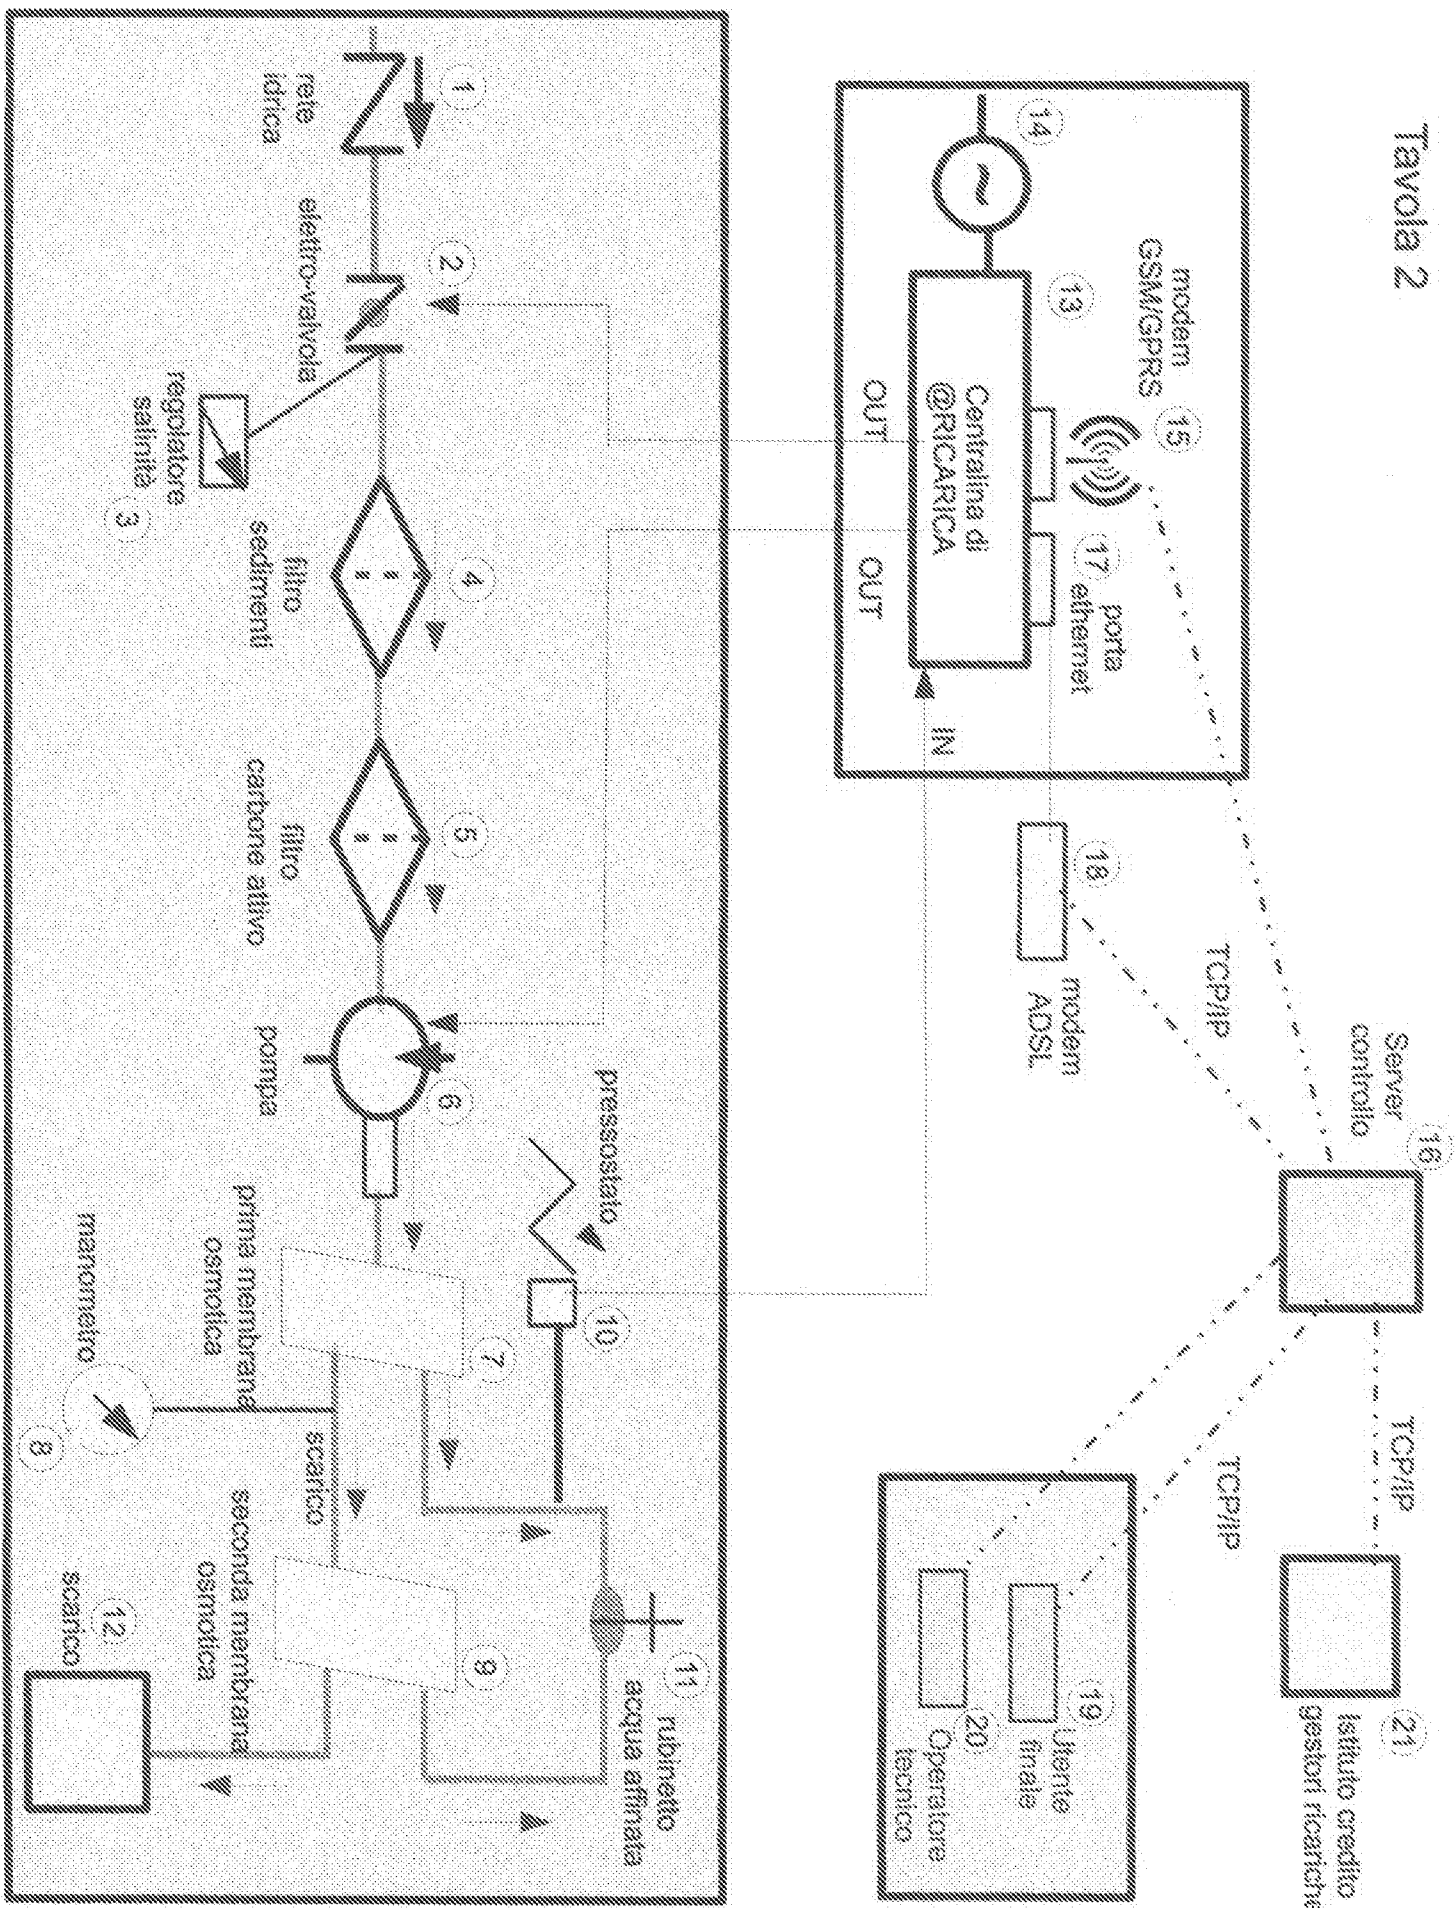 Tavola 2
14
13
modem
GSM/GPRS
15
17
porta
ethernet
Centralina di
@RICARICA
OUT
OUT
IN
18
modem
ADSL
TCP/IP
Server
controllo
16
TCP/IP
TCP/IP
21
Istituto credito
gestori ricariche
19
Utente
finale
20
Operatore
tecnico
1
rete
idrica
2
elettro-valvola
regolatore
salinità
3
4
filtro
sedimenti
5
filtro
carbone attivo
6
pompa
pressostato
10
7
prima membrana
osmotica
manometro
8
scarico
9
seconda membrana
osmotica
11
rubinetto
acqua affinata
12
scarico